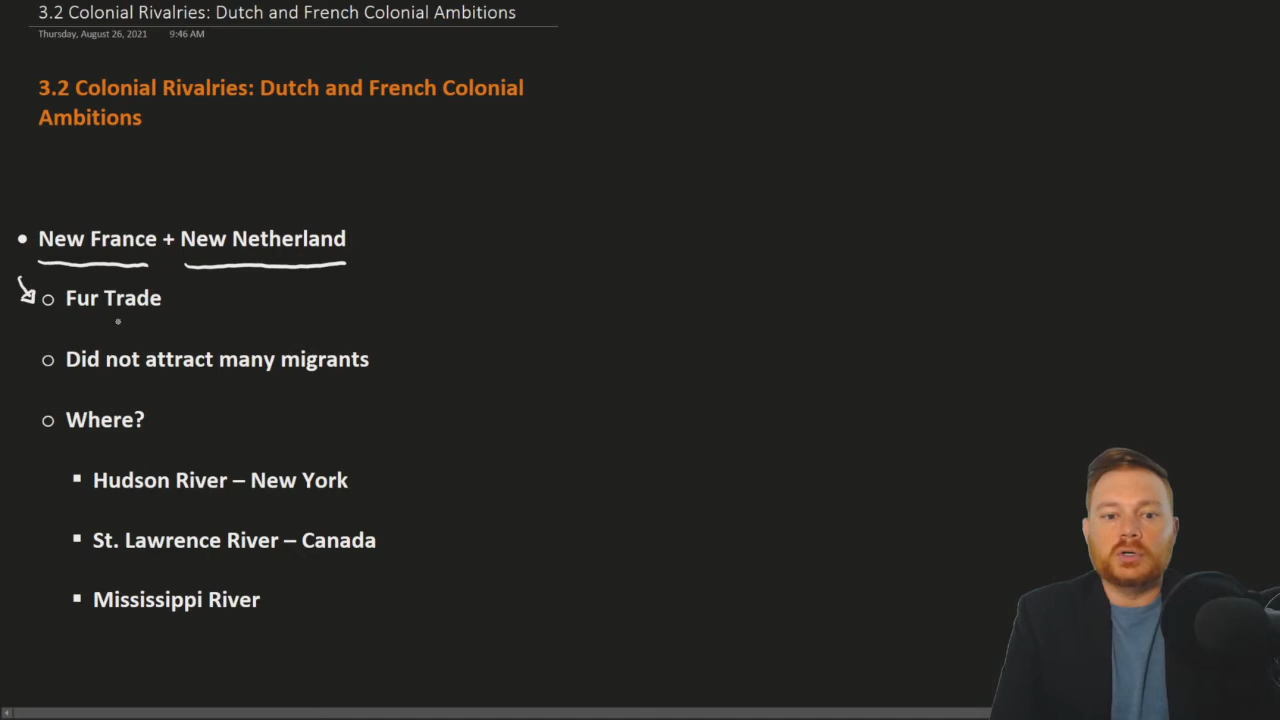 3.2 Colonial Rivalries: Dutch and French Colonial Ambitions
Thursday, August 26, 2021 9:46 AM
3.2 Colonial Rivalries: Dutch and French Colonial
Ambitions
New France + New Netherland
Fur Trade
Did not attract many migrants
Where?
Hudson River – New York
St. Lawrence River – Canada
Mississippi River